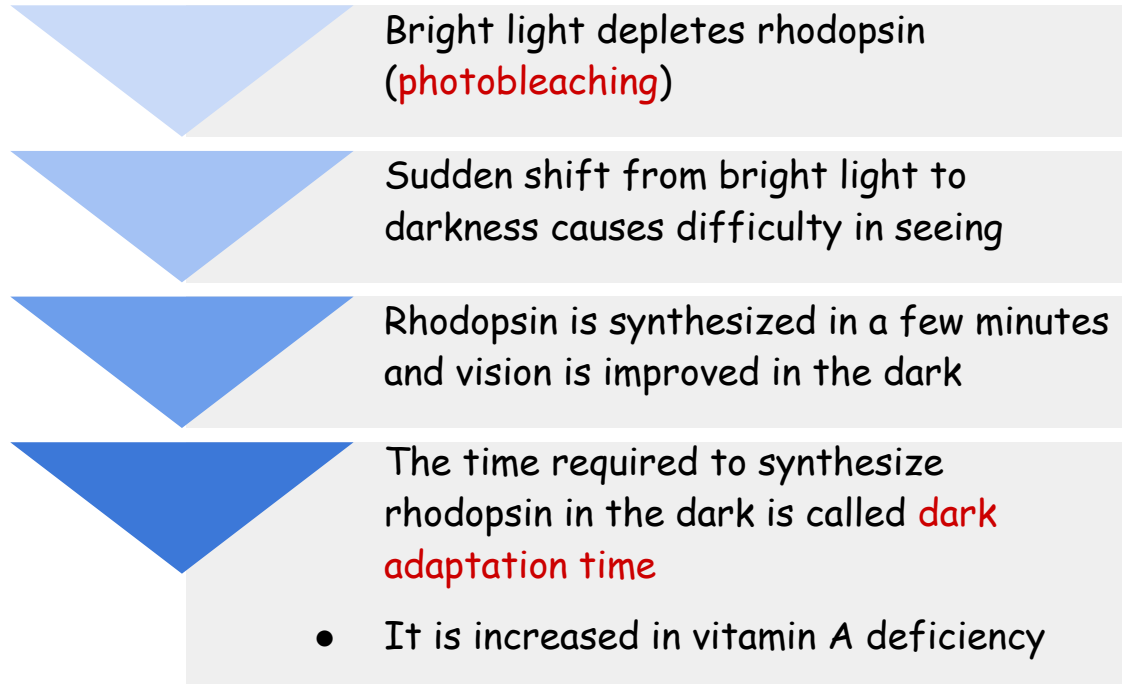 Bright light depletes rhodopsin
(photobleaching)
Sudden shift from bright light to
darkness causes difficulty in seeing
Rhodopsin is synthesized in a few minutes
and vision is improved in the dark
The time required to synthesize
rhodopsin in the dark is called dark
adaptation time
● It is increased in vitamin A deficiency